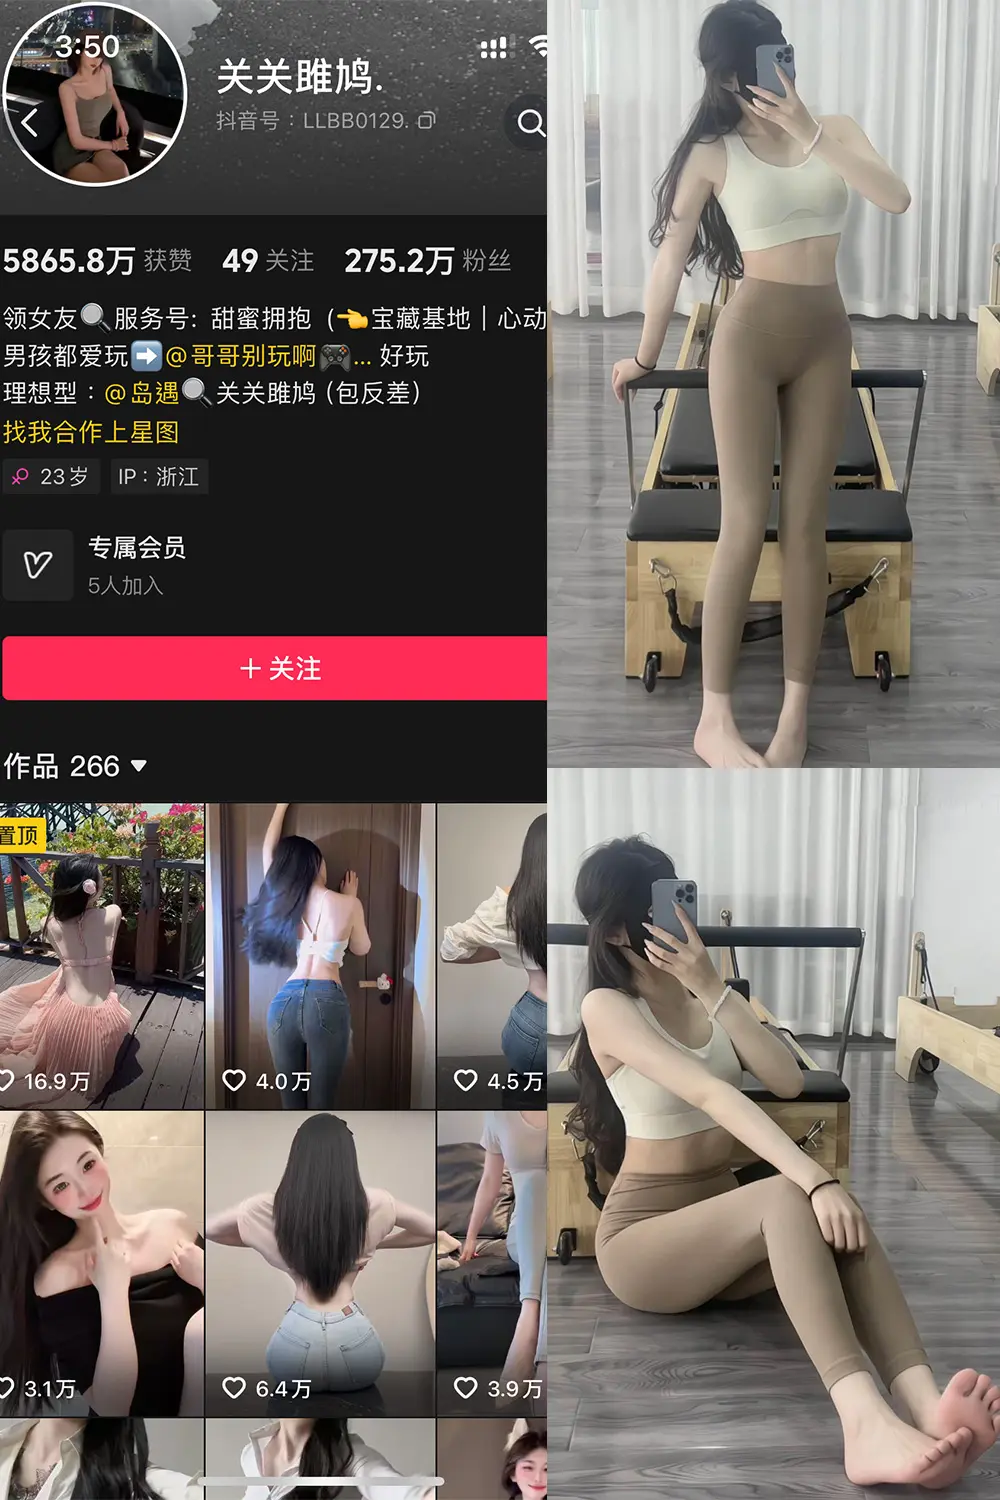 3:50
关关雎鸠.
抖音号：LLBB0129.
5865.8万 获赞 49 关注 275.2万 粉丝
领女友🔍服务号：甜蜜拥抱（👈宝藏基地｜心动
男孩都爱玩➡️@哥哥别玩啊🎮... 好玩
理想型：@岛遇🔍关关雎鸠（包反差）
找我合作上星图
23岁 IP：浙江
专属会员
5人加入
＋关注
作品 266
置顶
16.9万 4.0万 4.5万
3.1万 6.4万 3.9万